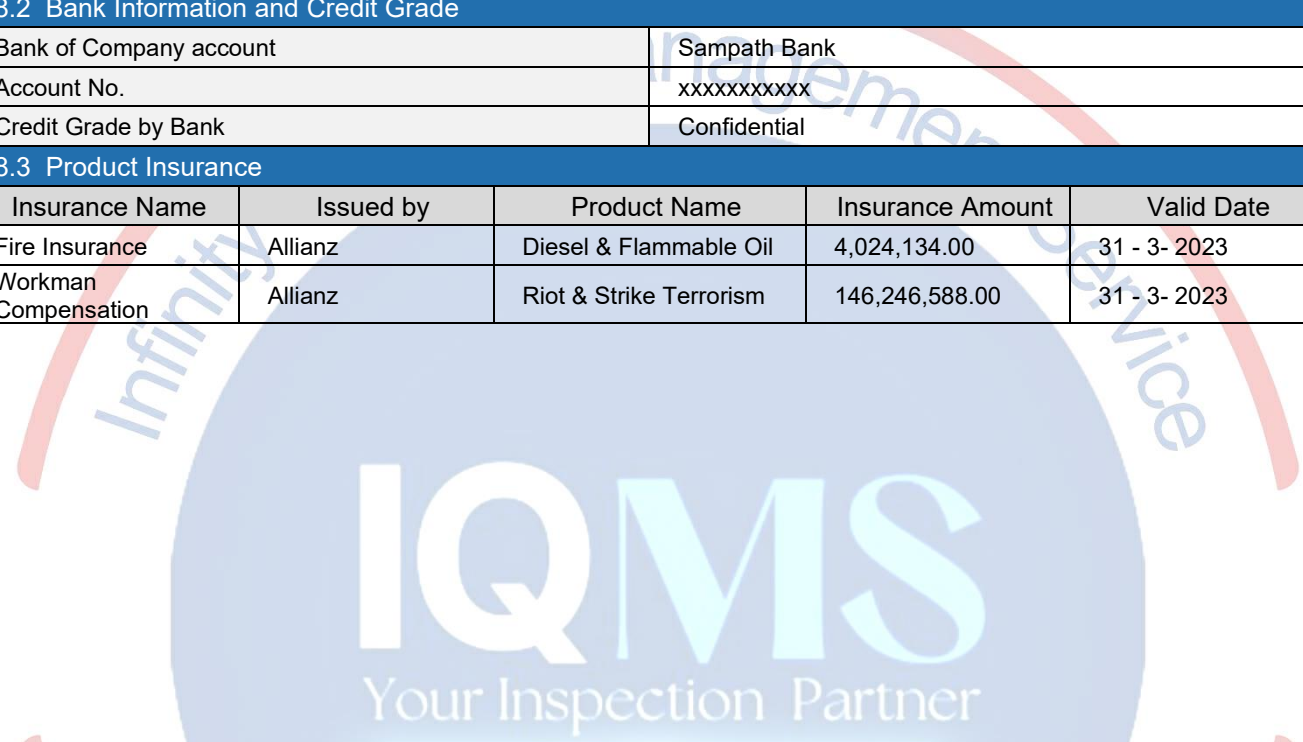 3.2 Bank Information and Credit Grade
Bank of Company account Sampath Bank
Account No. xxxxxxxxxxx
Credit Grade by Bank Confidential
3.3 Product Insurance
Insurance Name Issued by Product Name Insurance Amount Valid Date
Fire Insurance Allianz Diesel & Flammable Oil 4,024,134.00 31 - 3- 2023
Workman
Compensation Allianz Riot & Strike Terrorism 146,246,588.00 31 - 3- 2023
Infinity
anagement
Service
IQMS
Your Inspection Partner